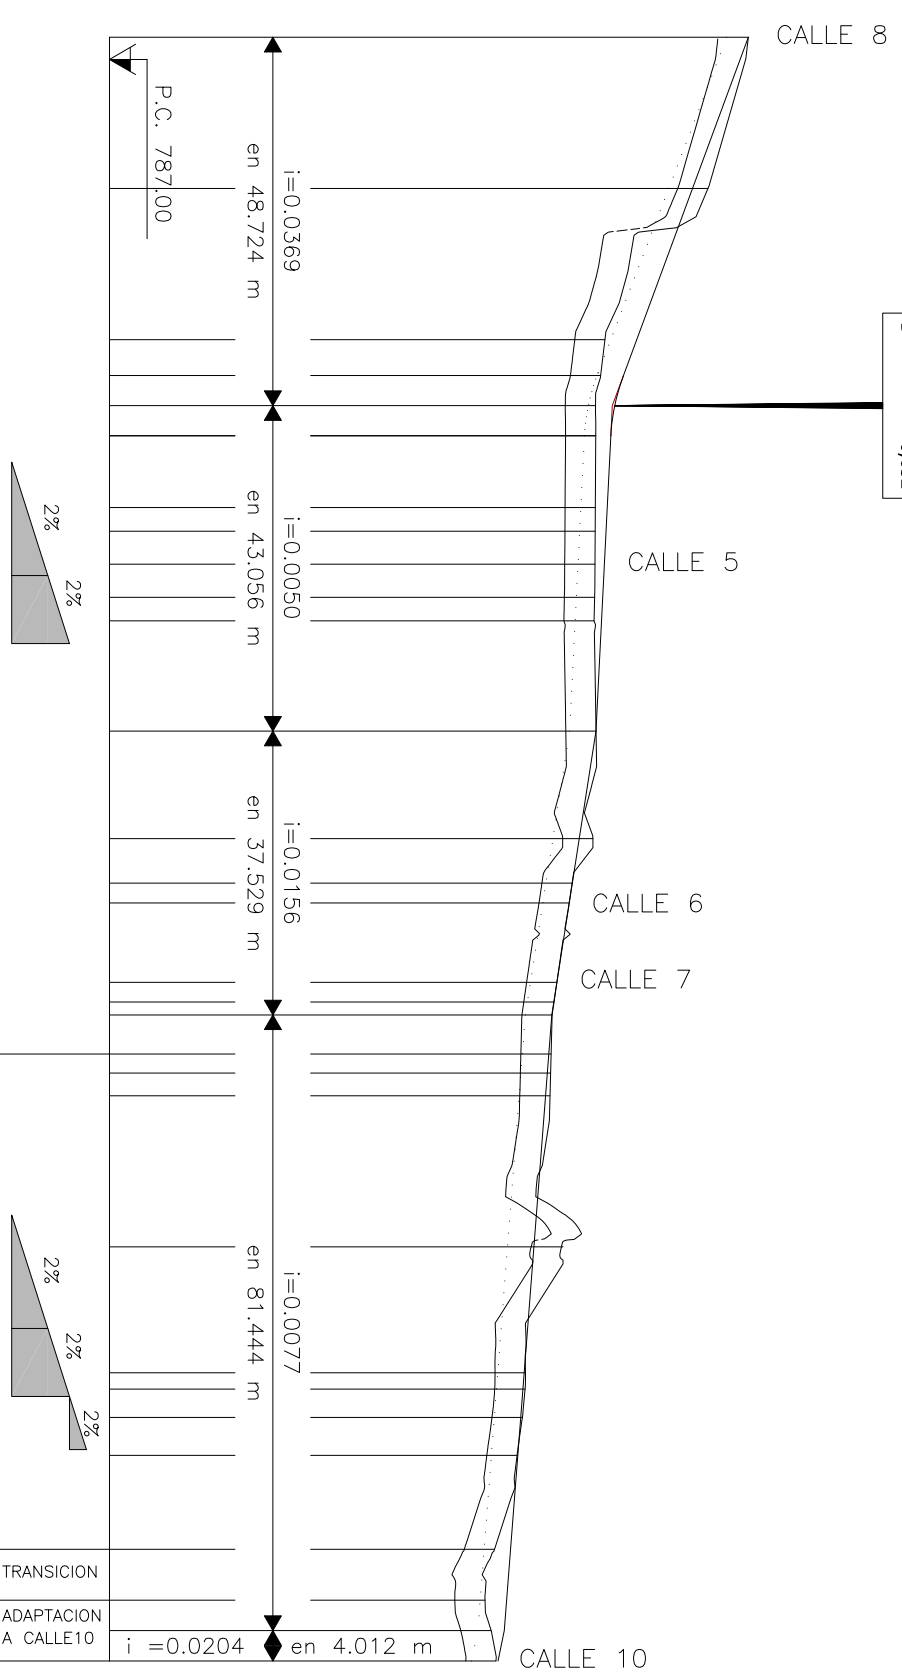 CALLE 8
P.C. 787.00
i=0.0369
en 48.724 m
i=0.0050
en 43.056 m
CALLE 5
2%
2%
i=0.0156
en 37.529 m
CALLE 6
CALLE 7
i=0.0077
en 81.444 m
2%
2%
2%
TRANSICION
ADAPTACION
A CALLE10
i =0.0204
en 4.012 m
CALLE 10